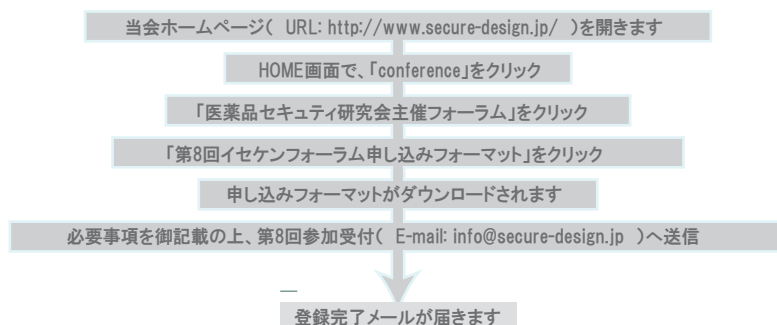 当会ホームページ( URL: http://www.secure-design.jp/ )を開きます
HOME画面で、「conference」をクリック
「医薬品セキュティ研究会主催フォーラム」をクリック
「第8回イセケンフォーラム申し込みフォーマット」をクリック
申し込みフォーマットがダウンロードされます
必要事項を御記載の上、第8回参加受付( E-mail: info@secure-design.jp )へ送信
登録完了メールが届きます